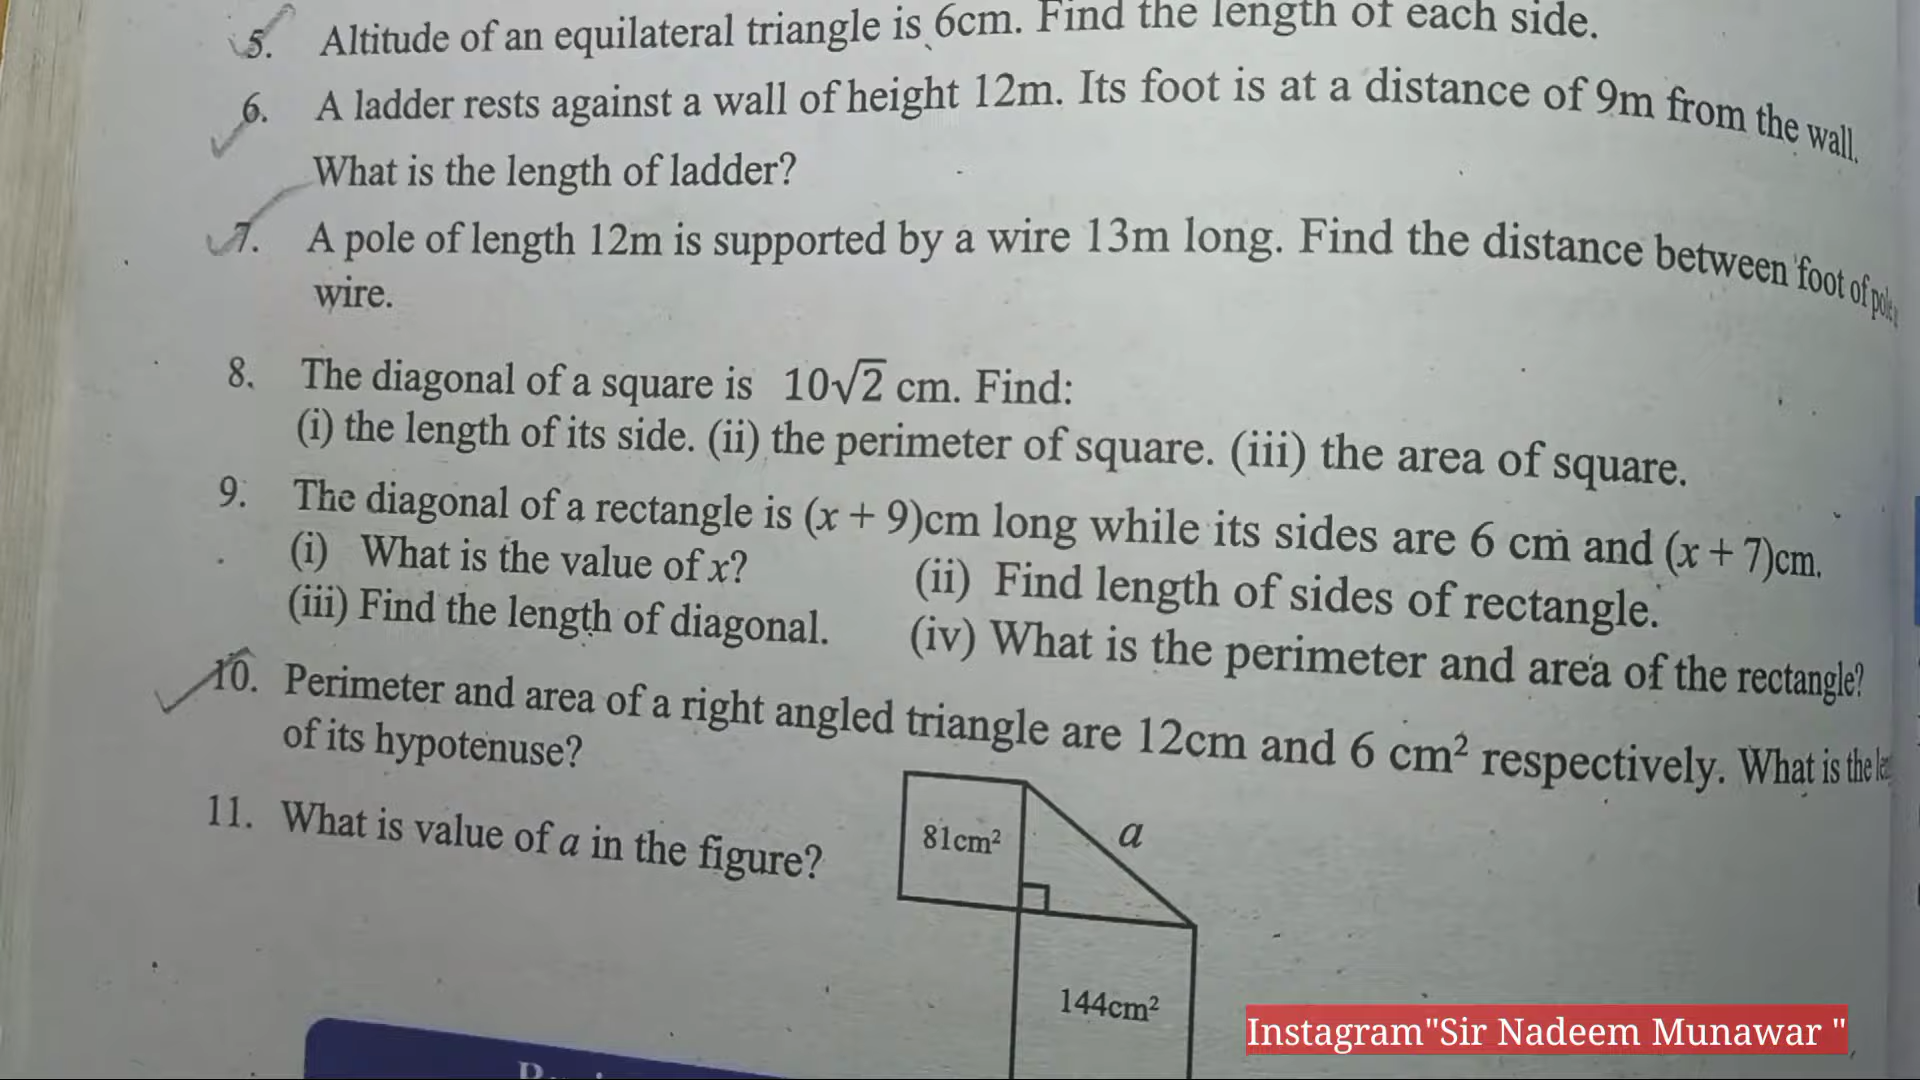 5. Altitude of an equilateral triangle is 6cm. Find the length of each side.
6. A ladder rests against a wall of height 12m. Its foot is at a distance of 9m from the wall.
What is the length of ladder?
7. A pole of length 12m is supported by a wire 13m long. Find the distance between foot of pole
wire.
8. The diagonal of a square is 10√2 cm. Find:
(i) the length of its side. (ii) the perimeter of square. (iii) the area of square.
9. The diagonal of a rectangle is (x + 9)cm long while its sides are 6 cm and (x + 7)cm.
(i) What is the value of x? (ii) Find length of sides of rectangle.
(iii) Find the length of diagonal. (iv) What is the perimeter and area of the rectangle?
10. Perimeter and area of a right angled triangle are 12cm and 6 cm² respectively. What is the
of its hypotenuse?
11. What is value of a in the figure?
81cm²
a
144cm²
Instagram"Sir Nadeem Munawar "